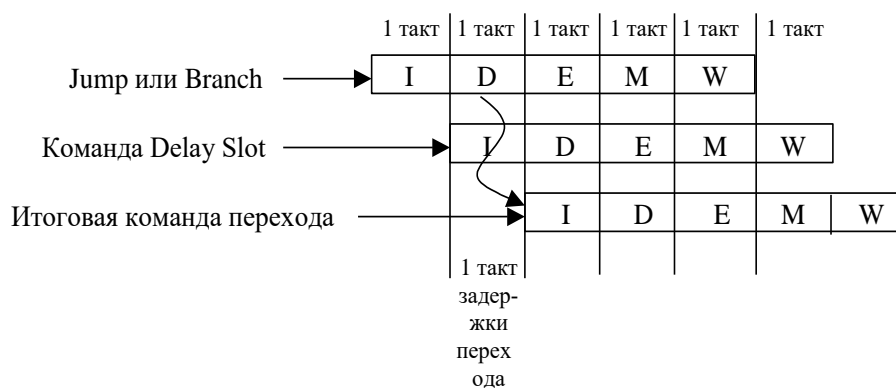 1 такт 1 такт 1 такт 1 такт 1 такт 1 такт
Jump или Branch I D E M W
Команда Delay Slot I D E M W
Итоговая команда перехода I D E M W
1 такт
задер-
жки
перех
ода